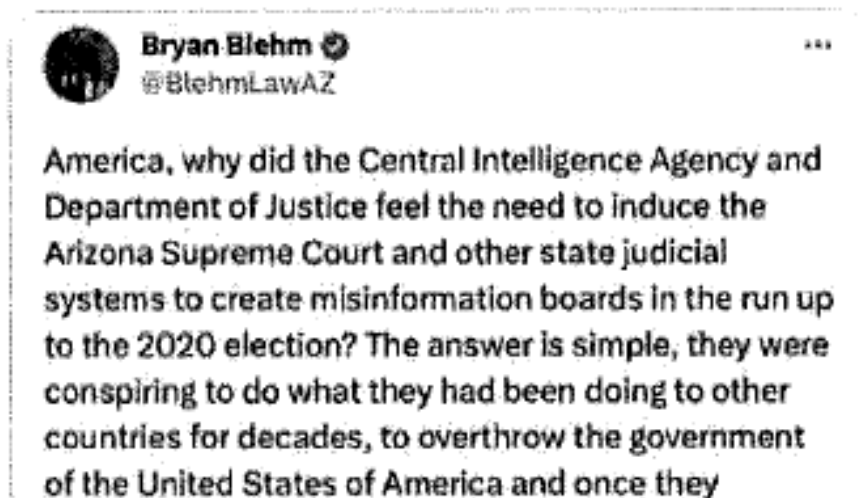 Bryan Blehm
@BlehmLawAZ
America, why did the Central Intelligence Agency and
Department of Justice feel the need to induce the
Arizona Supreme Court and other state judicial
systems to create misinformation boards in the run up
to the 2020 election? The answer is simple, they were
conspiring to do what they had been doing to other
countries for decades, to overthrow the government
of the United States of America and once they